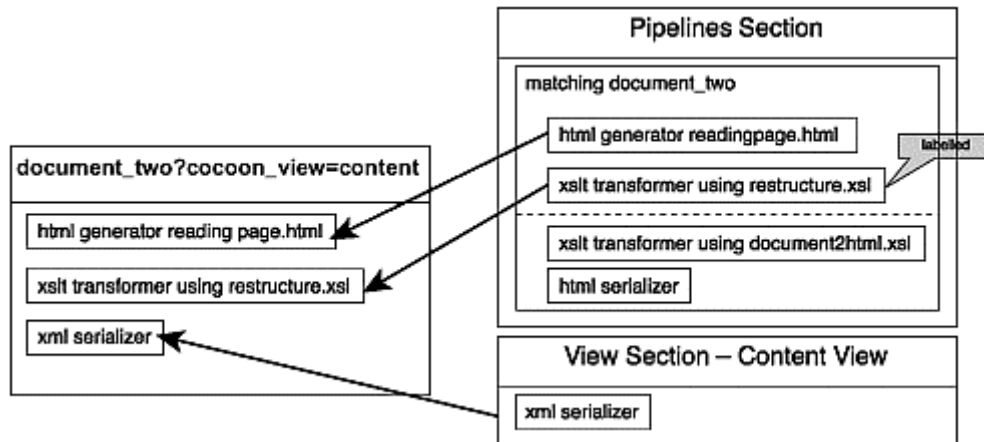 Pipelines Section
matching document_two
html generator readingpage.html
labelled
xslt transformer using restructure.xsl
xslt transformer using document2html.xsl
html serializer
document_two?cocoon_view=content
html generator reading page.html
xslt transformer using restructure.xsl
xml serializer
View Section – Content View
xml serializer